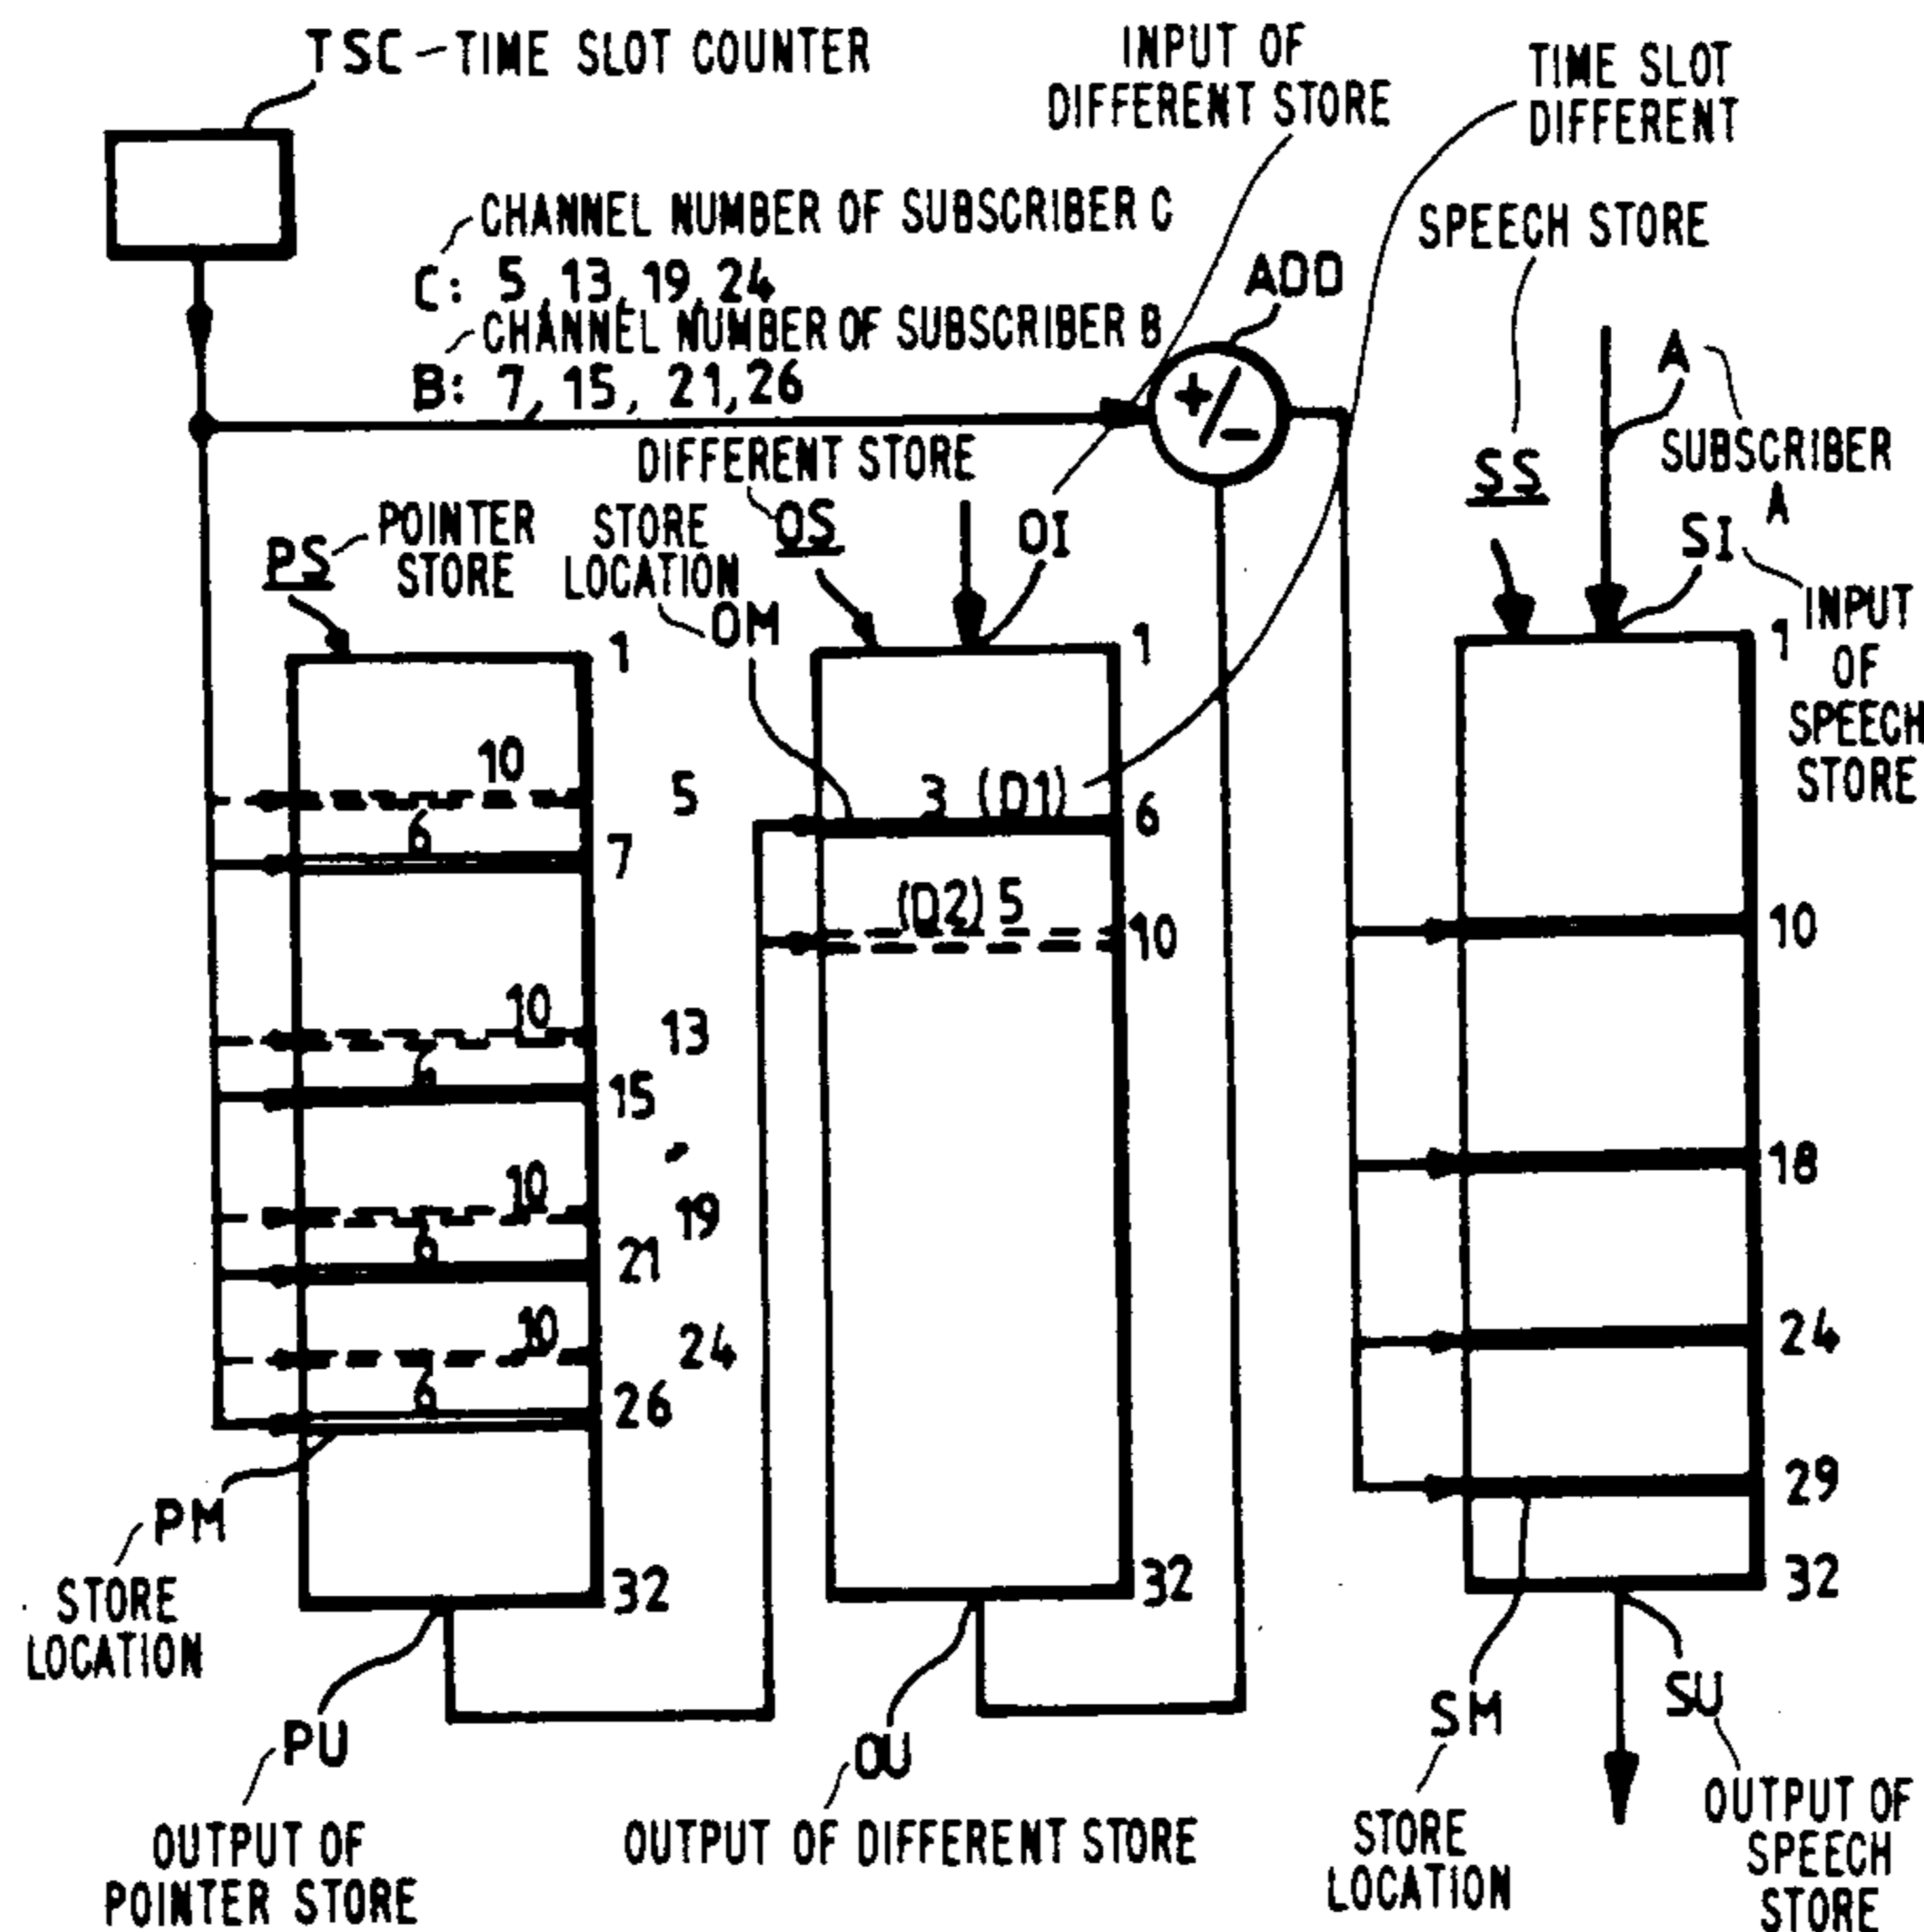 TSC - TIME SLOT COUNTER
INPUT OF
DIFFERENT STORE
TIME SLOT
DIFFERENT
CHANNEL NUMBER OF SUBSCRIBER C
C: 5, 13, 19, 24
CHANNEL NUMBER OF SUBSCRIBER B
B: 7, 15, 21, 26
SPEECH STORE
ADD
+/-
A
SUBSCRIBER
A
SS
SI
INPUT
OF
SPEECH
STORE
DIFFERENT STORE
OS
OI
PS
POINTER
STORE
STORE
LOCATION
OM
1
10
5
6
7
10
13
6
15
10
19
6
21
10
24
6
26
32
PM
STORE
LOCATION
PU
OUTPUT OF
POINTER STORE
1
3 (D1)
6
(D2) 5
10
32
OU
OUTPUT OF DIFFERENT STORE
1
10
18
24
29
32
SM
STORE
LOCATION
SU
OUTPUT OF
SPEECH
STORE